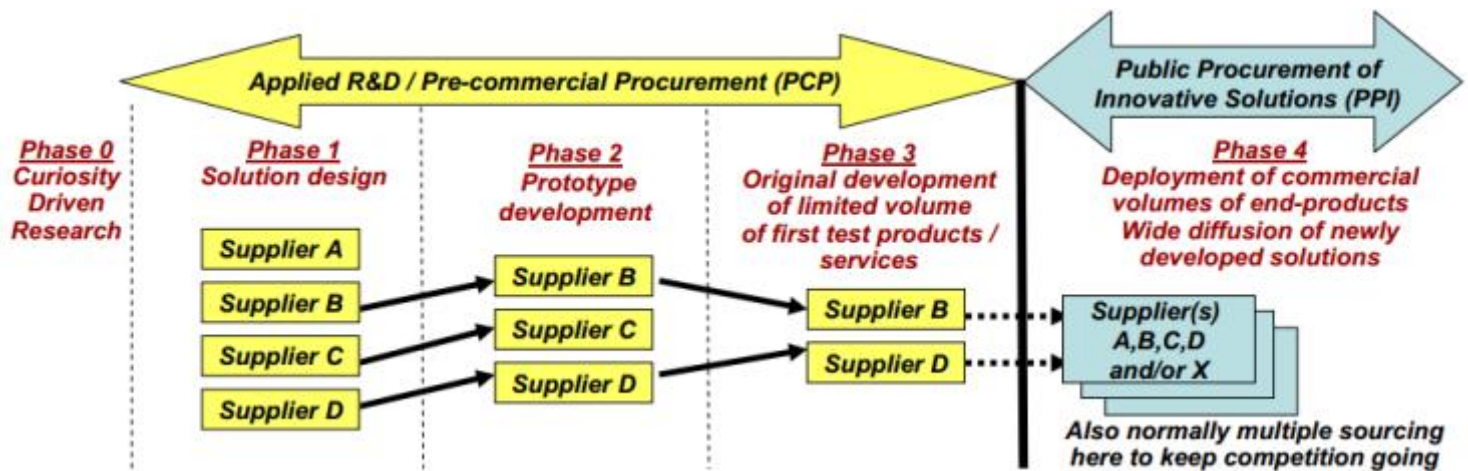 Applied R&D / Pre-commercial Procurement (PCP)
Public Procurement of
Innovative Solutions (PPI)
Phase 0
Curiosity
Driven
Research
Phase 1
Solution design
Supplier A
Supplier B
Supplier C
Supplier D
Phase 2
Prototype
development
Supplier B
Supplier C
Supplier D
Phase 3
Original development
of limited volume
of first test products /
services
Supplier B
Supplier D
Phase 4
Deployment of commercial
volumes of end-products
Wide diffusion of newly
developed solutions
Supplier(s)
A,B,C,D
and/or X
Also normally multiple sourcing
here to keep competition going